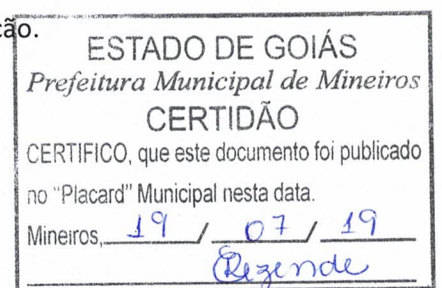 ção.
ESTADO DE GOIÁS
Prefeitura Municipal de Mineiros
CERTIDÃO
CERTIFICO, que este documento foi publicado
no "Placard" Municipal nesta data.
Mineiros, 19 / 07 / 19
Rezende